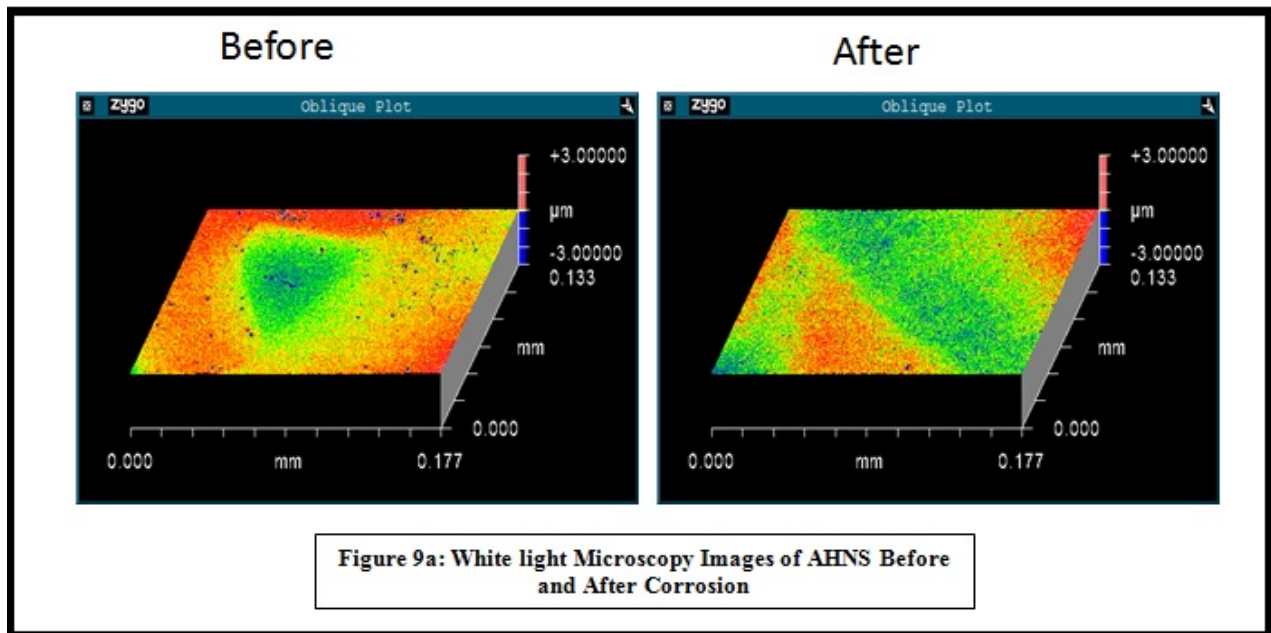 Before
After
zygo
Oblique Plot
+3.00000
µm
-3.00000
0.133
mm
0.000
0.000
mm
0.177
zygo
Oblique Plot
+3.00000
µm
-3.00000
0.133
mm
0.000
0.000
mm
0.177
Figure 9a: White light Microscopy Images of AHNS Before
and After Corrosion